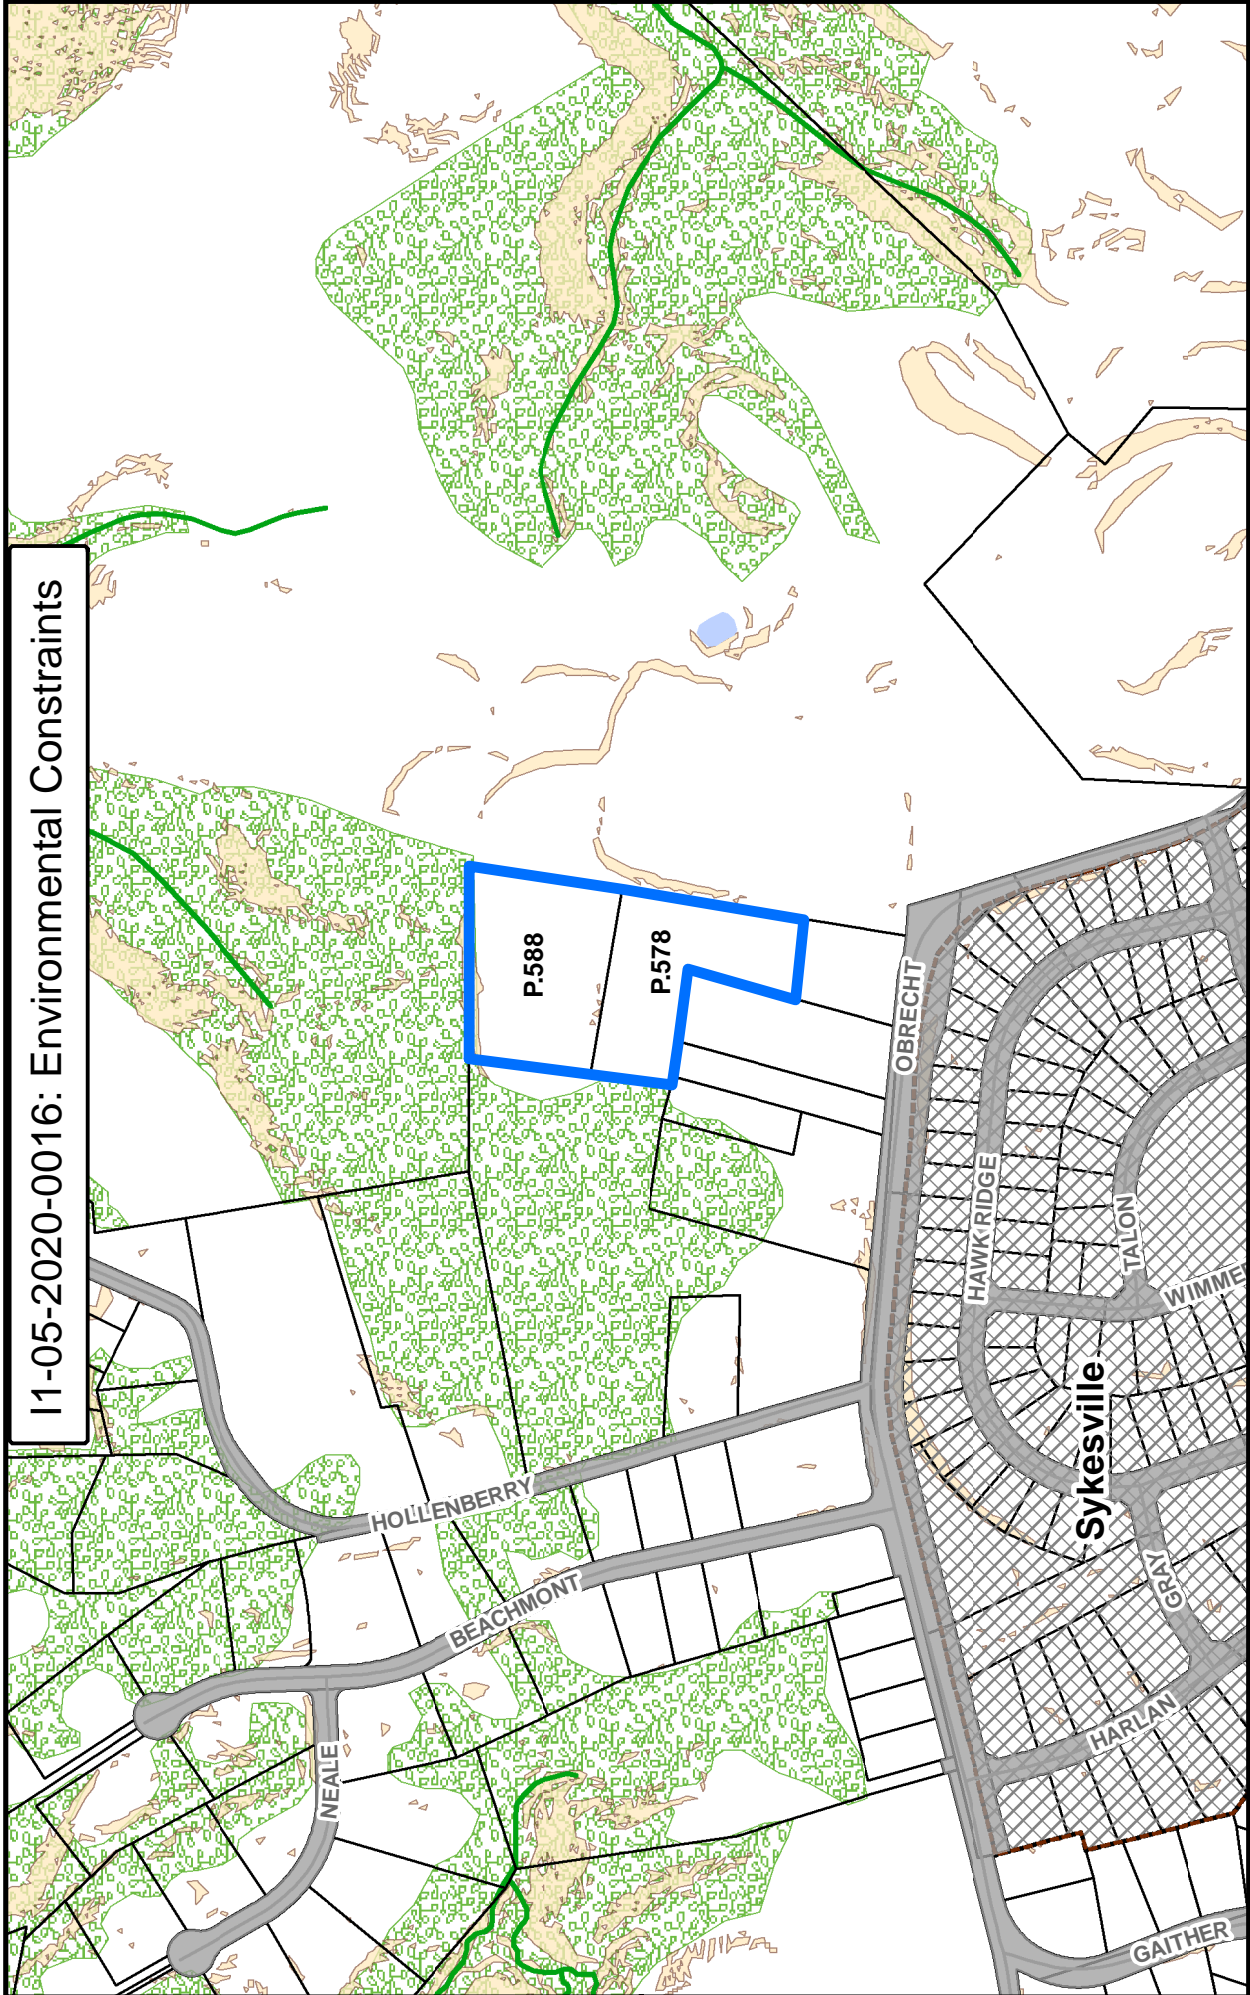 I1-05-2020-0016: Environmental Constraints
P.588
P.578
OBRECHT
HAWK RIDGE
TALON
WIMMER
HOLLENBERRY
BEACHMONT
NEALE
Sykesville
GRAY
HARLAN
GAITHER